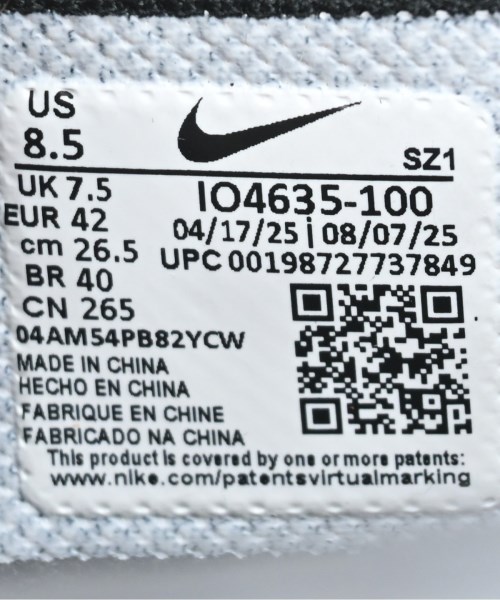 US
8.5
SZ1
UK 7.5
IO4635-100
EUR 42
04/17/25 | 08/07/25
cm 26.5
UPC 00198727737849
BR 40
CN 265
04AM54PB82YCW
MADE IN CHINA
HECHO EN CHINA
FABRIQUE EN CHINE
FABRICADO NA CHINA
This product is covered by one or more patents:
www.nike.com/patentsvirtualmarking